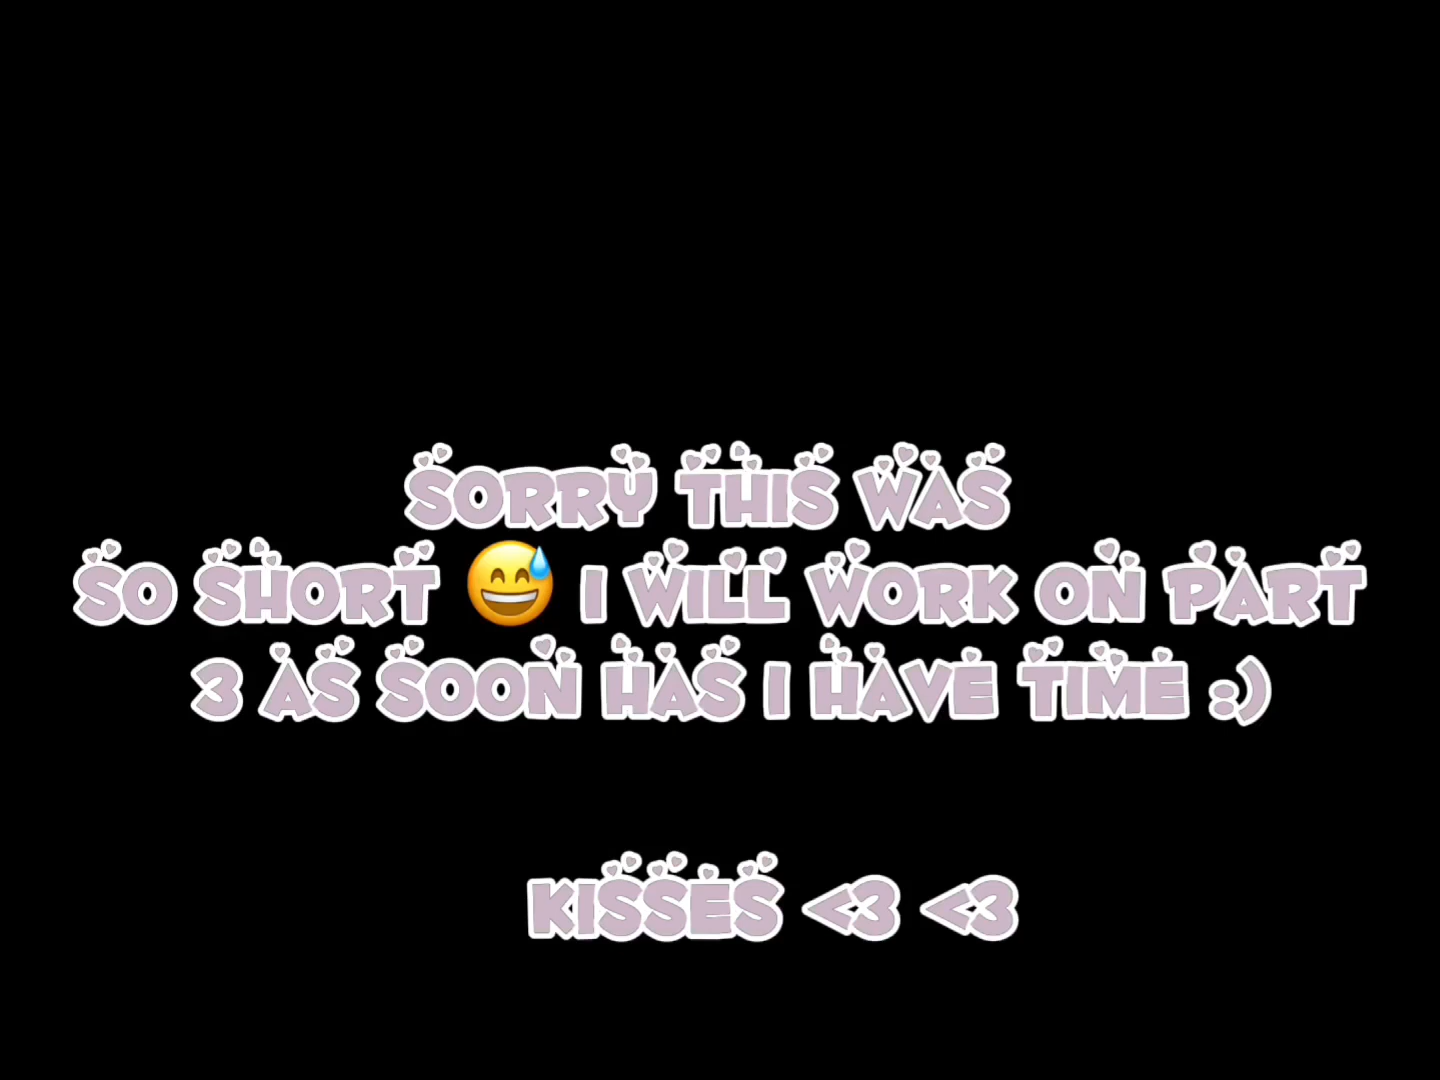 SORRY THIS WAS
SO SHORT 😅 I WILL WORK ON PART
3 AS SOON HAS I HAVE TIME :)
KISSES <3 <3